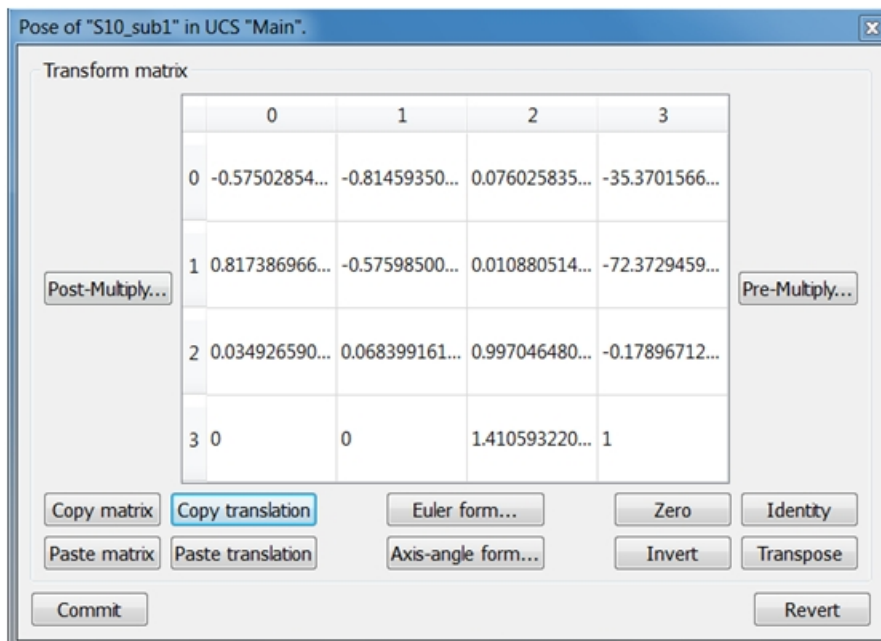 Pose of "S10_sub1" in UCS "Main".
Transform matrix
0 1 2 3
0 -0.57502854... -0.81459350... 0.076025835... -35.3701566...
1 0.817386966... -0.57598500... 0.010880514... -72.3729459...
Post-Multiply... Pre-Multiply...
2 0.034926590... 0.068399161... 0.997046480... -0.17896712...
3 0 0 1.410593220... 1
Copy matrix Copy translation Euler form... Zero Identity
Paste matrix Paste translation Axis-angle form... Invert Transpose
Commit Revert